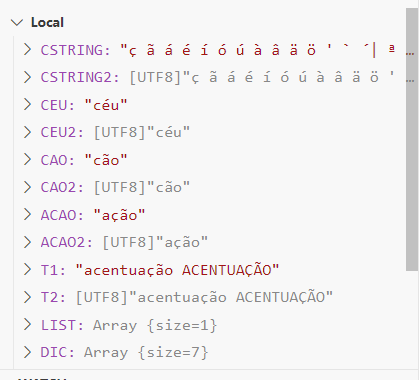 Local
CSTRING: "ç ã á é í ó ú à â ä ö ' ` ´| ª …
CSTRING2: [UTF8]"ç ã á é í ó ú à â ä ö ' …
CEU: "céu"
CEU2: [UTF8]"céu"
CAO: "cão"
CAO2: [UTF8]"cão"
ACAO: "ação"
ACAO2: [UTF8]"ação"
T1: "acentuação ACENTUAÇÃO"
T2: [UTF8]"acentuação ACENTUAÇÃO"
LIST: Array {size=1}
DIC: Array {size=7}